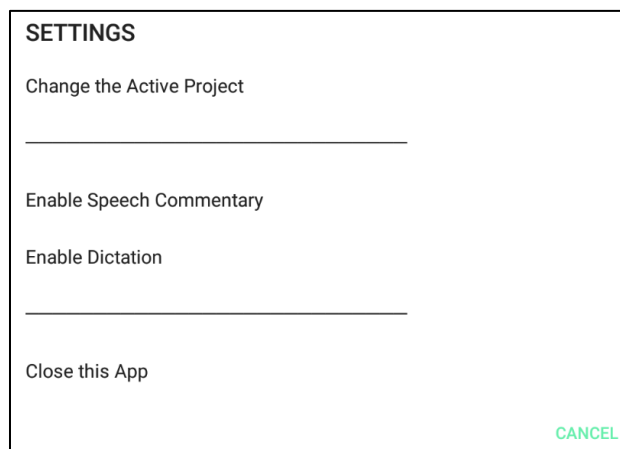 SETTINGS
Change the Active Project
Enable Speech Commentary
Enable Dictation
Close this App
CANCEL